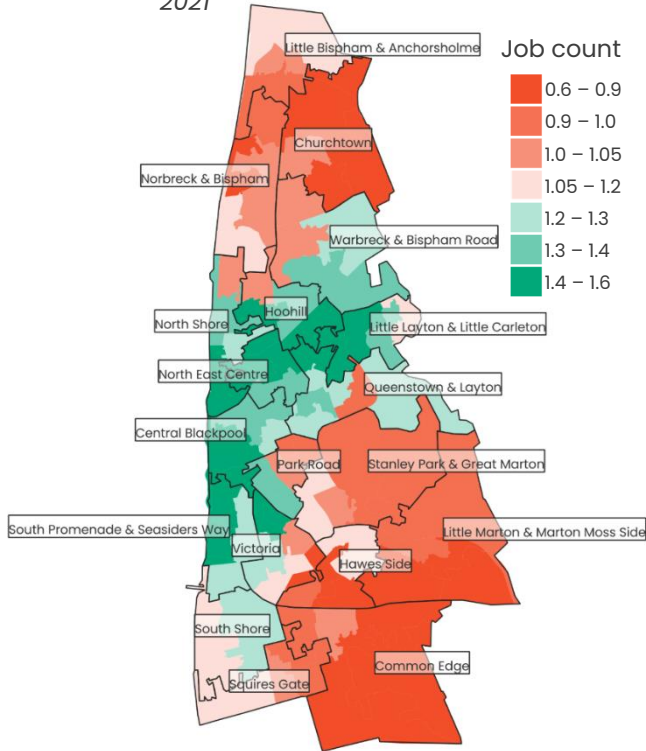 2021
Little Bispham & Anchorsholme
Job count
0.6 – 0.9
0.9 – 1.0
1.0 – 1.05
1.05 – 1.2
1.2 – 1.3
1.3 – 1.4
1.4 – 1.6
Churchtown
Norbreck & Bispham
Warbreck & Bispham Road
Hoohill
North Shore
Little Layton & Little Carleton
North East Centre
Queenstown & Layton
Central Blackpool
Park Road
Stanley Park & Great Marton
South Promenade & Seasiders Way
Little Marton & Marton Moss Side
Victoria
Hawes Side
South Shore
Common Edge
Squires Gate